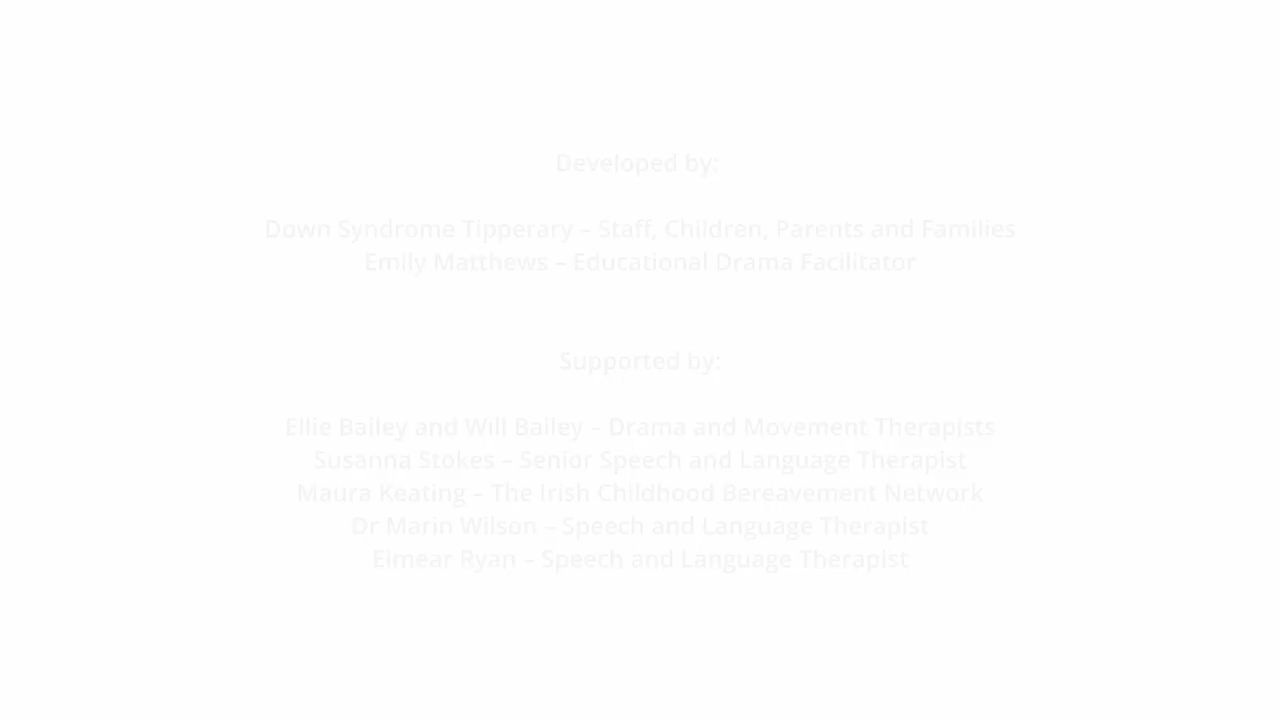 Developed by:
Down Syndrome Tipperary – Staff, Children, Parents and Families
Emily Matthews – Educational Drama Facilitator
Supported by:
Ellie Bailey and Will Bailey – Drama and Movement Therapists
Susanna Stokes – Senior Speech and Language Therapist
Maura Keating – The Irish Childhood Bereavement Network
Dr Marin Wilson – Speech and Language Therapist
Eimear Ryan – Speech and Language Therapist